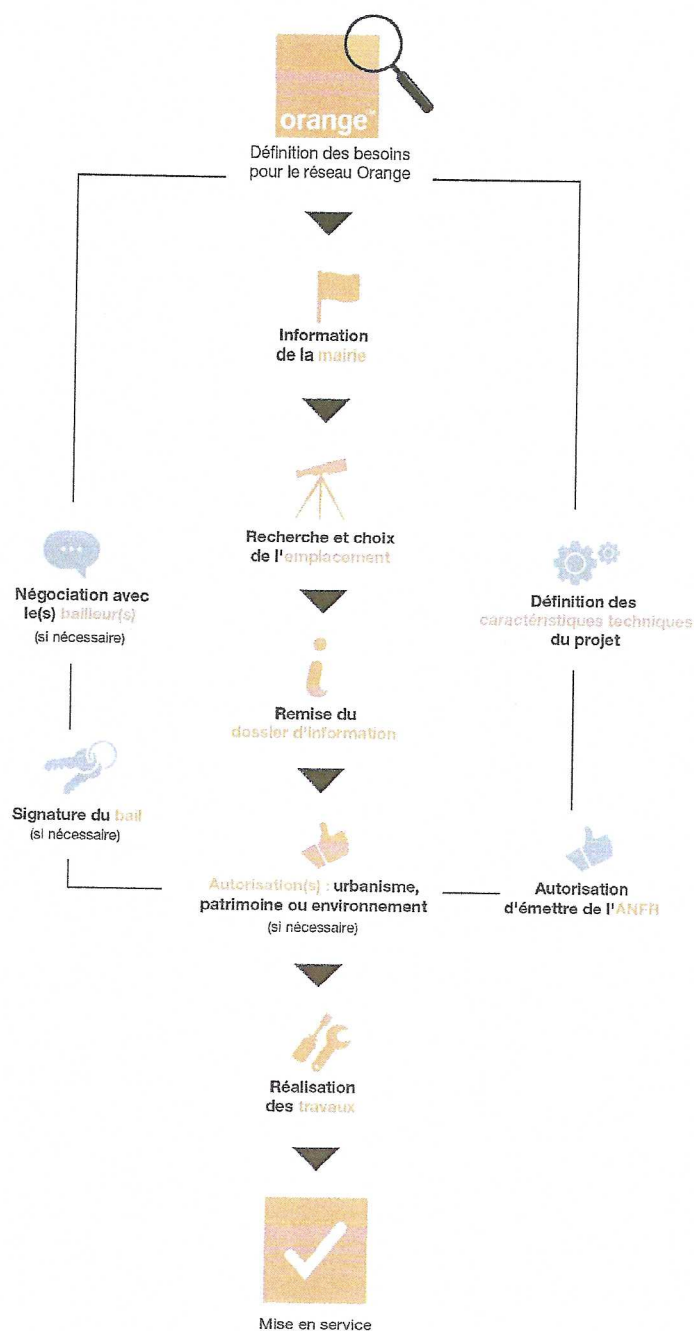 orange™
Définition des besoins
pour le réseau Orange
Information
de la mairie
Recherche et choix
de l'emplacement
Négociation avec
le(s) bailleur(s)
(si nécessaire)
Définition des
caractéristiques techniques
du projet
Remise du
dossier d'information
Signature du bail
(si nécessaire)
Autorisation(s) : urbanisme,
patrimoine ou environnement
(si nécessaire)
Autorisation
d'émettre de l'ANFR
Réalisation
des travaux
Mise en service